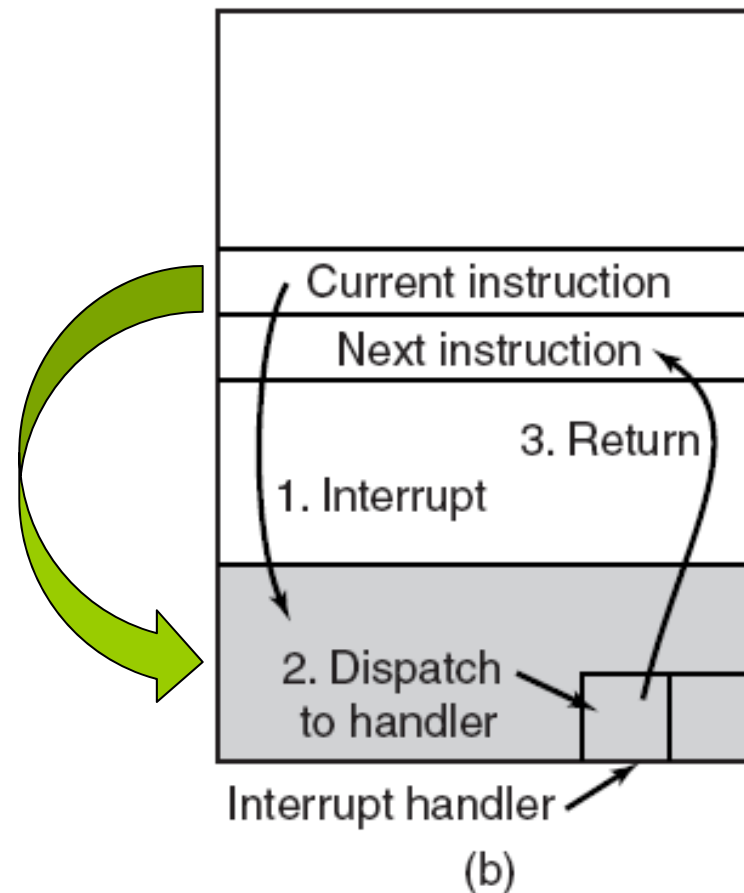 Current instruction
Next instruction
3. Return
1. Interrupt
2. Dispatch
to handler
Interrupt handler
(b)